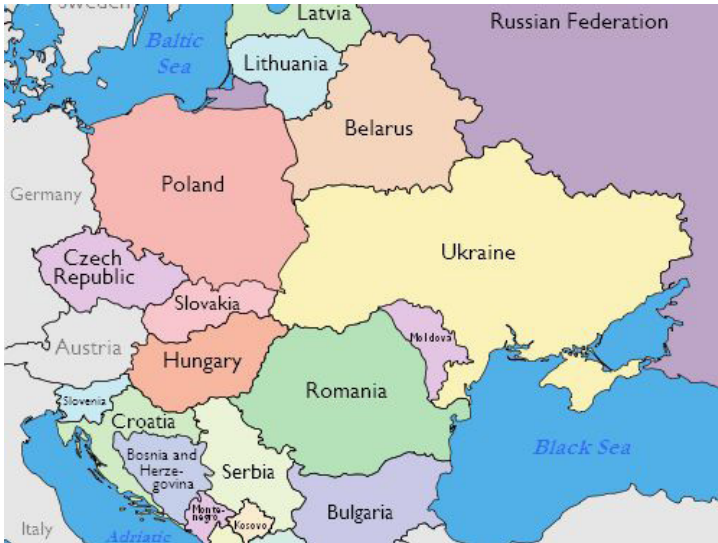 Sweden
Latvia
Russian Federation
Baltic
Sea
Lithuania
Belarus
Poland
Germany
Czech
Republic
Ukraine
Slovakia
Austria
Moldova
Hungary
Romania
Slovenia
Croatia
Bosnia and
Herze-
govina
Serbia
Black Sea
Monte-
negro
Kosovo
Bulgaria
Italy
Adriatic